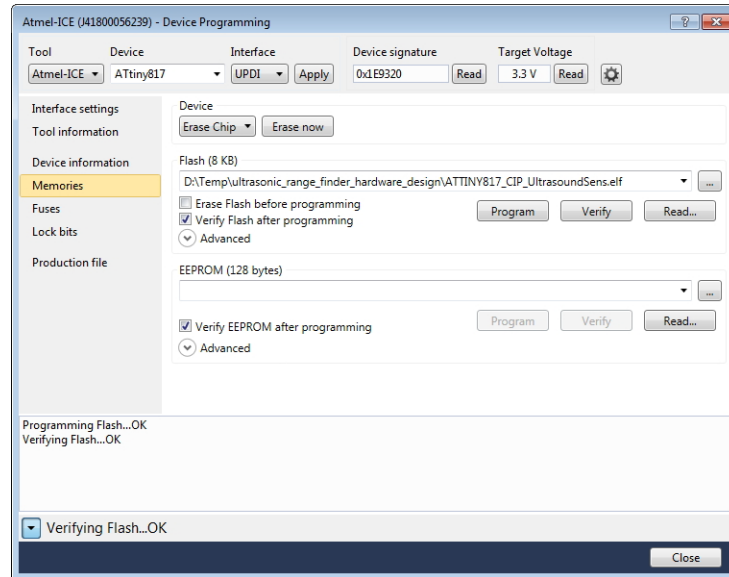 Atmel-ICE (J41800056239) - Device Programming
Tool Device Interface Device signature Target Voltage
Atmel-ICE ATtiny817 UPDI Apply 0x1E9320 Read 3.3 V Read
Interface settings
Tool information
Device information
Memories
Fuses
Lock bits
Production file
Device
Erase Chip Erase now
Flash (8 KB)
D:\Temp\ultrasonic_range_finder_hardware_design\ATTINY817_CIP_UltrasoundSens.elf ...
Erase Flash before programming
Verify Flash after programming
Program Verify Read...
Advanced
EEPROM (128 bytes)
...
Verify EEPROM after programming
Program Verify Read...
Advanced
Programming Flash...OK
Verifying Flash...OK
Verifying Flash...OK
Close